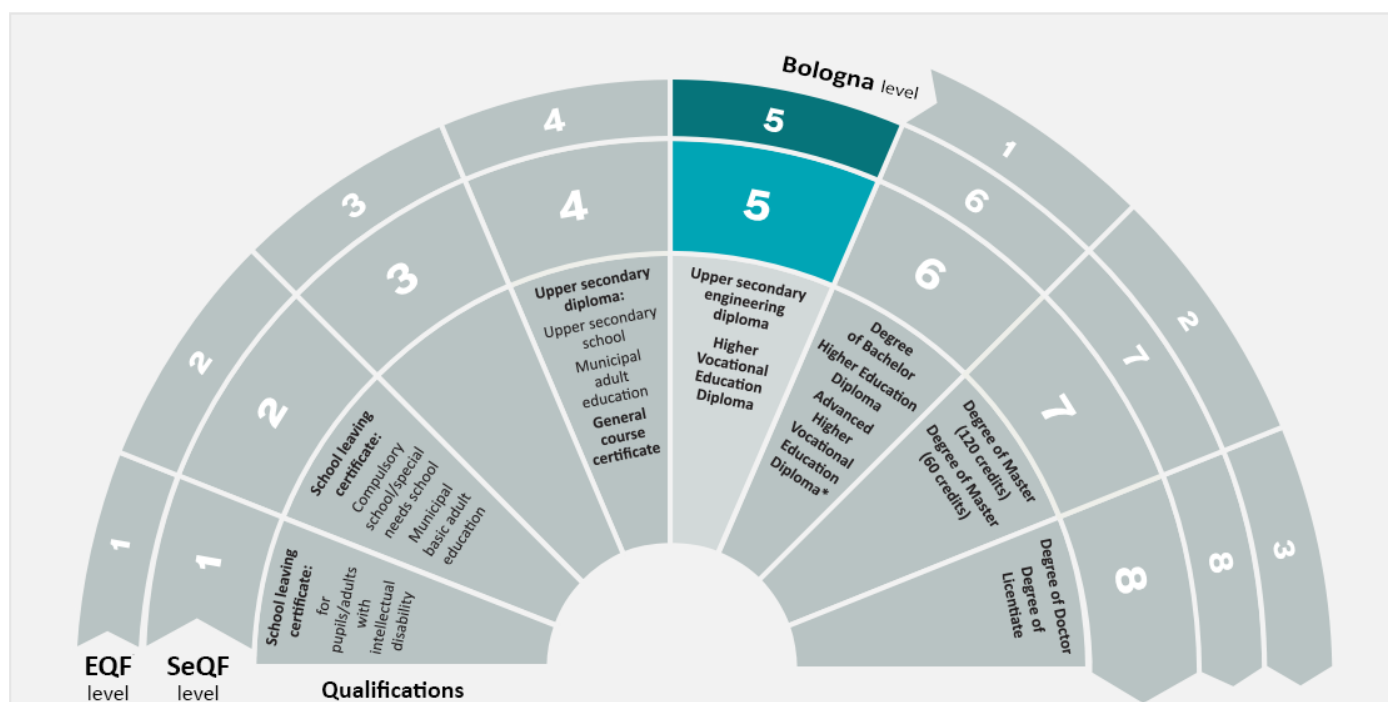 Bologna level
1
2
3
4
5
6
7
8
1
2
3
4
5
6
7
8
1
2
3
School leaving
certificate:
for
pupils/adults
with
intellectual
disability
School leaving
certificate:
Compulsory
school/special
needs school
Municipal
basic adult
education
Upper secondary
diploma:
Upper secondary
school
Municipal
adult
education
General
course
certificate
Upper secondary
engineering
diploma
Higher
Vocational
Education
Diploma
Degree
of Bachelor
Higher Education
Diploma
Advanced
Higher
Vocational
Education
Diploma*
Degree of Master
(120 credits)
Degree of Master
(60 credits)
Degree of Doctor
Degree of
Licentiate
EQF
level
SeQF
level
Qualifications